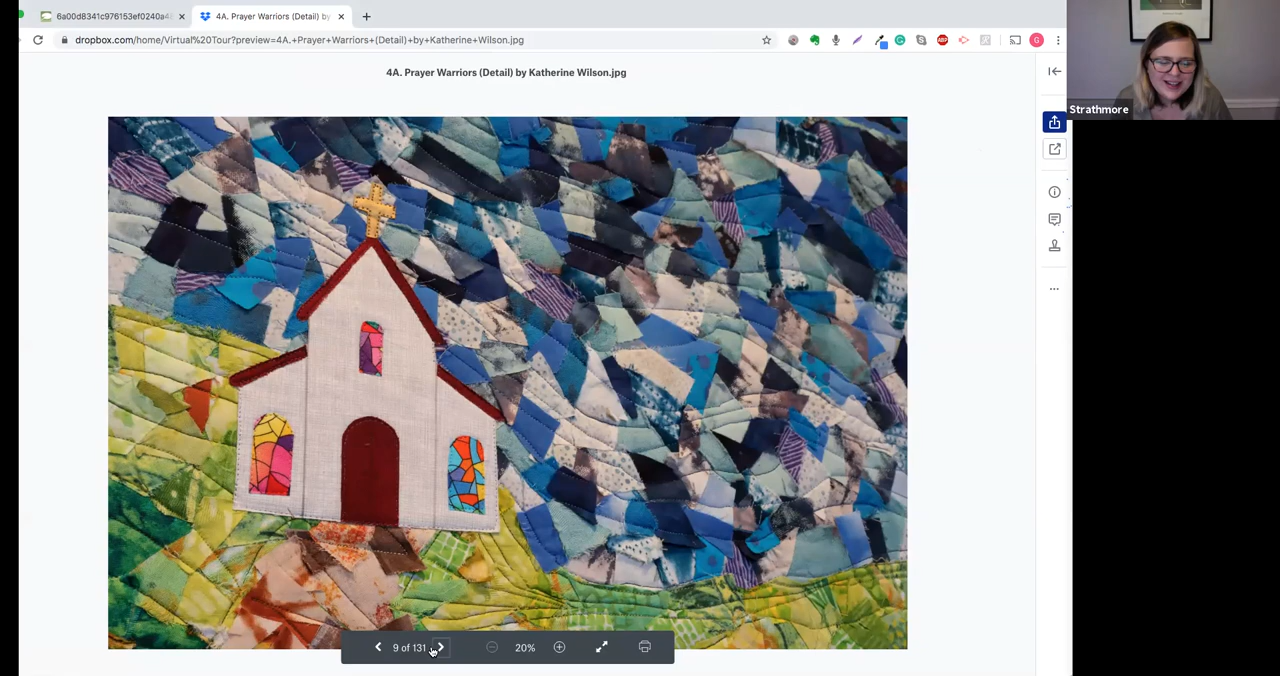 6a00d8341c976153ef0240a4
4A. Prayer Warriors (Detail) by
dropbox.com/home/Virtual%20Tour?preview=4A.+Prayer+Warriors+(Detail)+by+Katherine+Wilson.jpg
ABP
G
Strathmore
4A. Prayer Warriors (Detail) by Katherine Wilson.jpg
9 of 131
20%